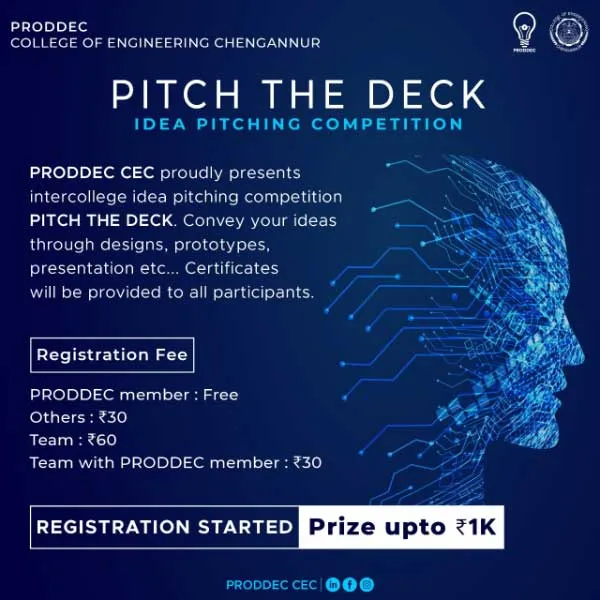 PRODDEC
COLLEGE OF ENGINEERING CHENGANNUR
PRODDEC
PITCH THE DECK
IDEA PITCHING COMPETITION
PRODDEC CEC proudly presents
intercollege idea pitching competition
PITCH THE DECK. Convey your ideas
through designs, prototypes,
presentation etc... Certificates
will be provided to all participants.
Registration Fee
PRODDEC member : Free
Others : ₹30
Team : ₹60
Team with PRODDEC member : ₹30
REGISTRATION STARTED Prize upto ₹1K
PRODDEC CEC |